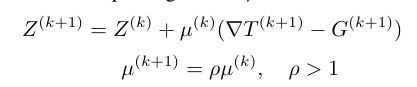 Z^{(k+1)} = Z^{(k)} + μ^{(k)}(∇T^{(k+1)} − G^{(k+1)})
μ^{(k+1)} = ρμ^{(k)},    ρ > 1